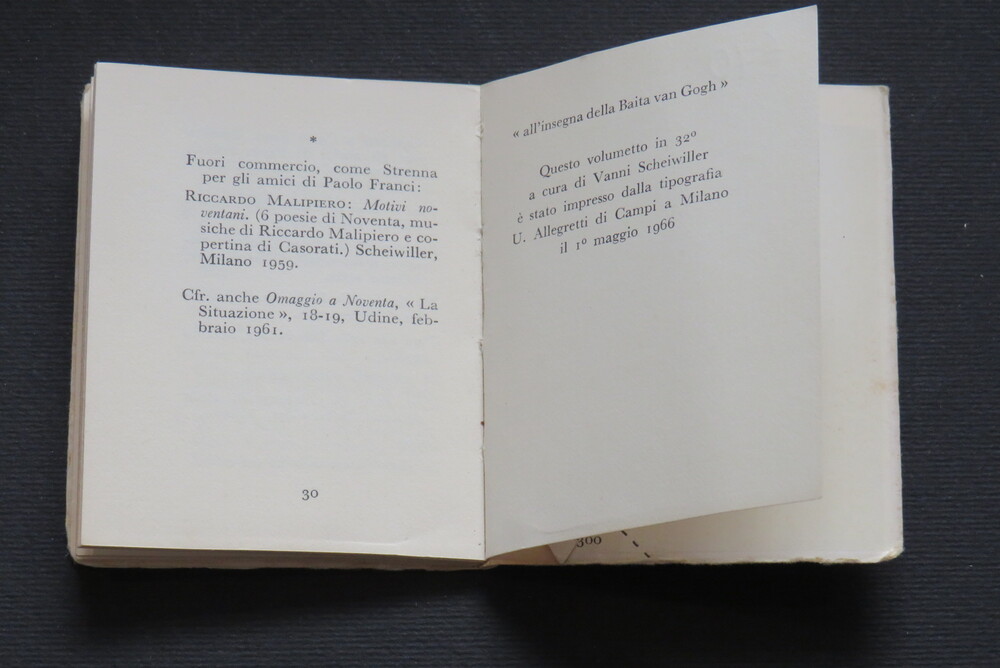 *
Fuori commercio, come Strenna
per gli amici di Paolo Franci:
RICCARDO MALIPIERO: Motivi no-
ventani. (6 poesie di Noventa, mu-
siche di Riccardo Malipiero e co-
pertina di Casorati.) Scheiwiller,
Milano 1959.
Cfr. anche Omaggio a Noventa, « La
Situazione », 18-19, Udine, feb-
braio 1961.
30
« all'insegna della Baita van Gogh »
Questo volumetto in 32º
a cura di Vanni Scheiwiller
è stato impresso dalla tipografia
U. Allegretti di Campi a Milano
il 1º maggio 1966
300